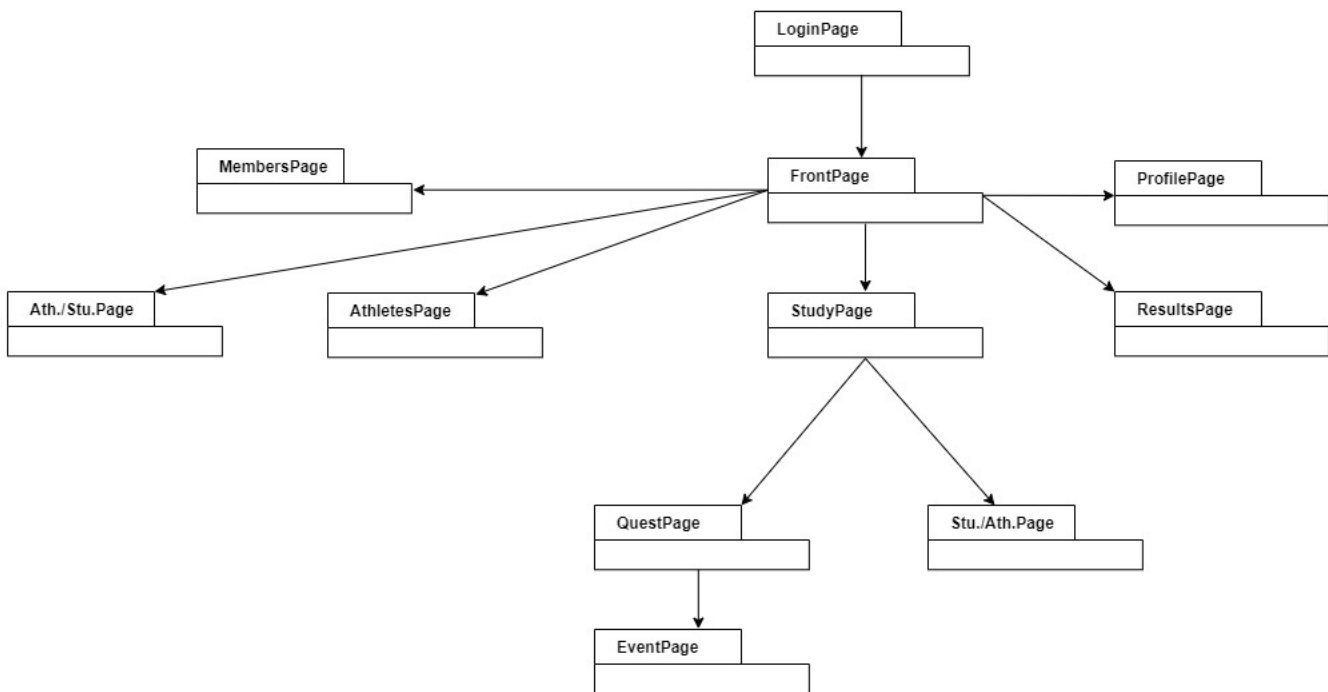 LoginPage
MembersPage
FrontPage
ProfilePage
Ath./Stu.Page
AthletesPage
StudyPage
ResultsPage
QuestPage
Stu./Ath.Page
EventPage